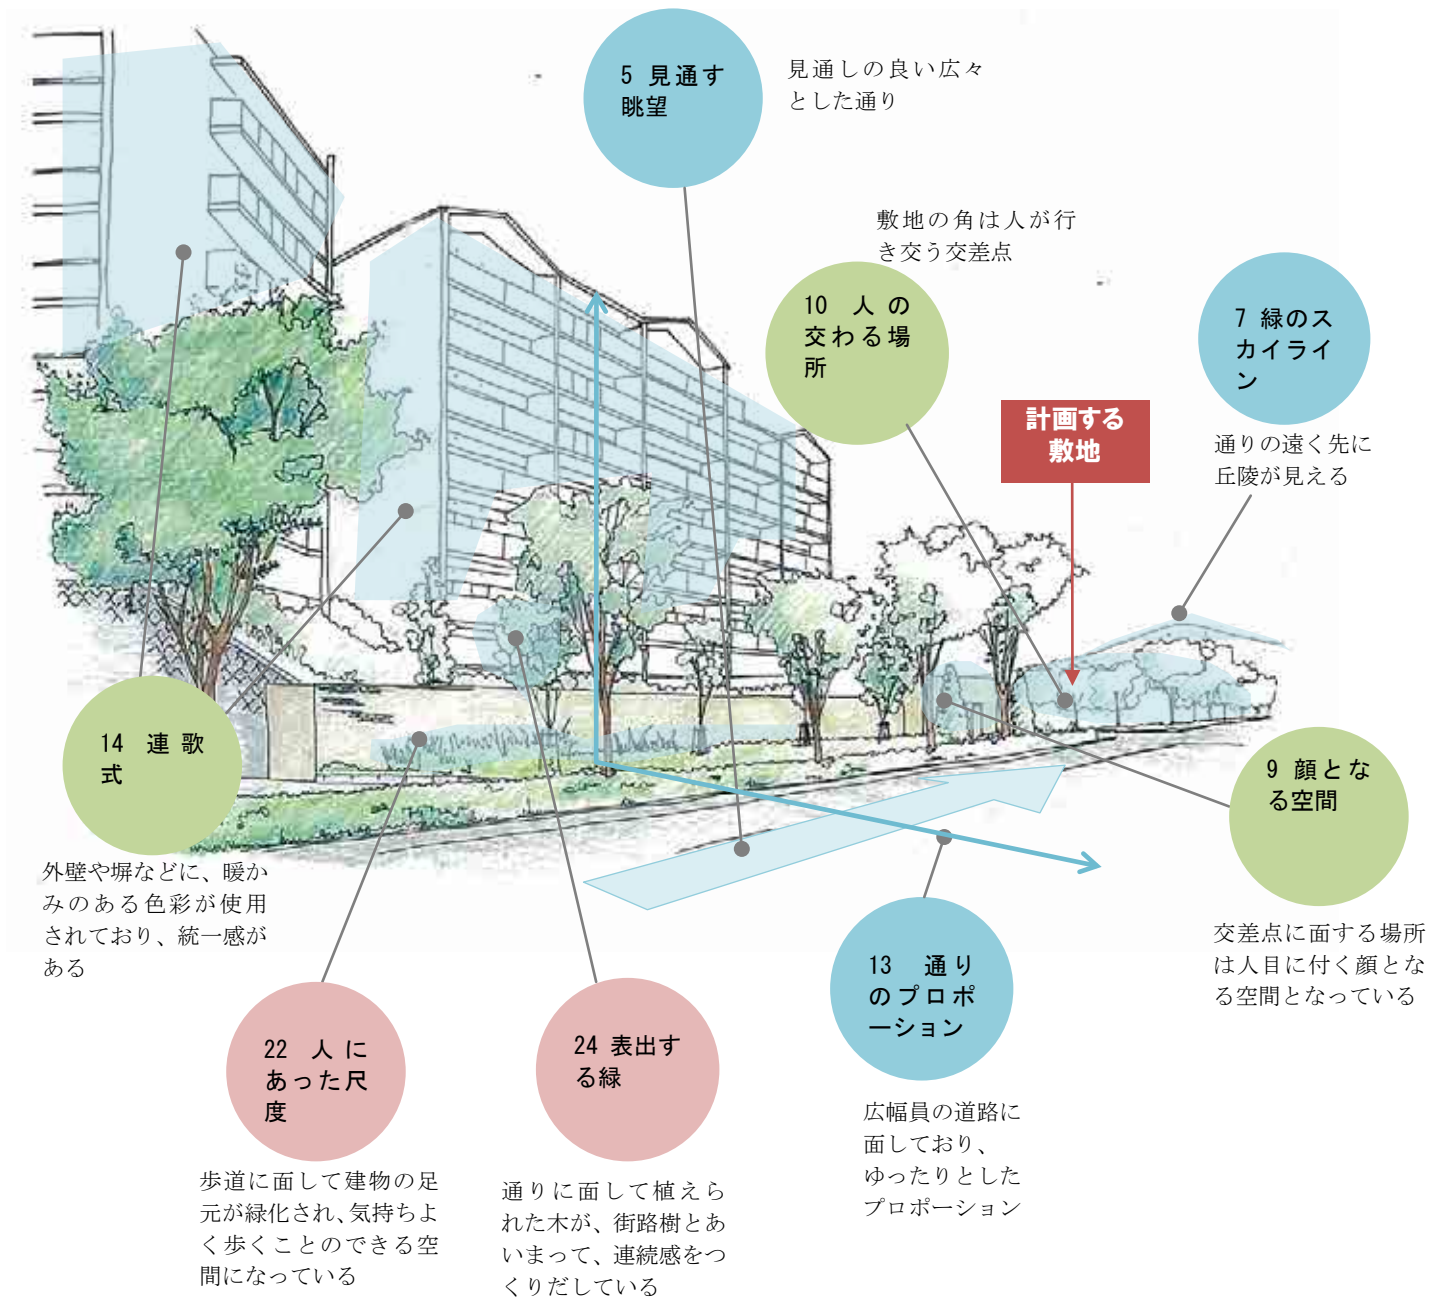 5 見通す
眺望
見通しの良い広々
とした通り
敷地の角は人が行
き交う交差点
10 人の
交わる場
所
7 緑のス
カイライ
ン
通りの遠く先に
丘陵が見える
計画する
敷地
14 連歌
式
外壁や塀などに、暖か
みのある色彩が使用
されており、統一感が
ある
9 顔とな
る空間
交差点に面する場所
は人目に付く顔とな
る空間となっている
13 通り
のプロポ
ーション
広幅員の道路に
面しており、
ゆったりとした
プロポーション
22 人に
あった尺
度
歩道に面して建物の足
元が緑化され、気持ちよ
く歩くことのできる空
間になっている
24 表出す
る緑
通りに面して植えら
れた木が、街路樹とあ
いまって、連続感をつ
くりだしている